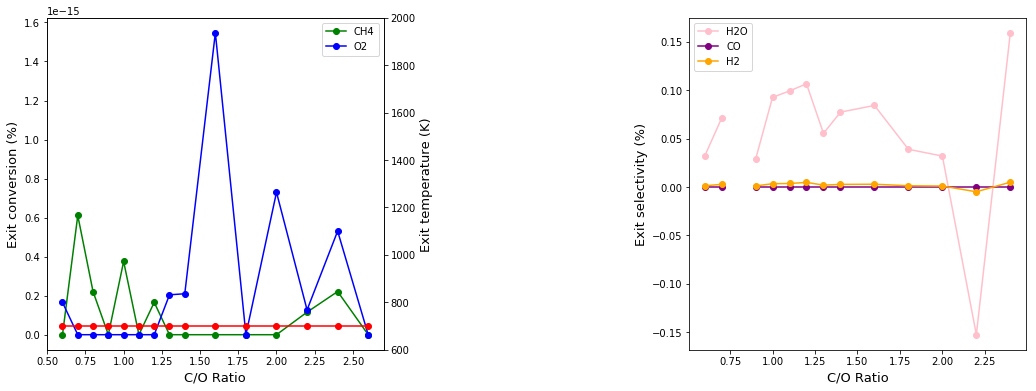 1e−15
1.6
1.4
1.2
1.0
0.8
0.6
0.4
0.2
0.0
Exit conversion (%)
0.50 0.75 1.00 1.25 1.50 1.75 2.00 2.25 2.50
C/O Ratio
CH4
O2
2000
1800
1600
1400
1200
1000
800
600
Exit temperature (K)
H2O
CO
H2
0.15
0.10
0.05
0.00
−0.05
−0.10
−0.15
Exit selectivity (%)
0.75 1.00 1.25 1.50 1.75 2.00 2.25
C/O Ratio